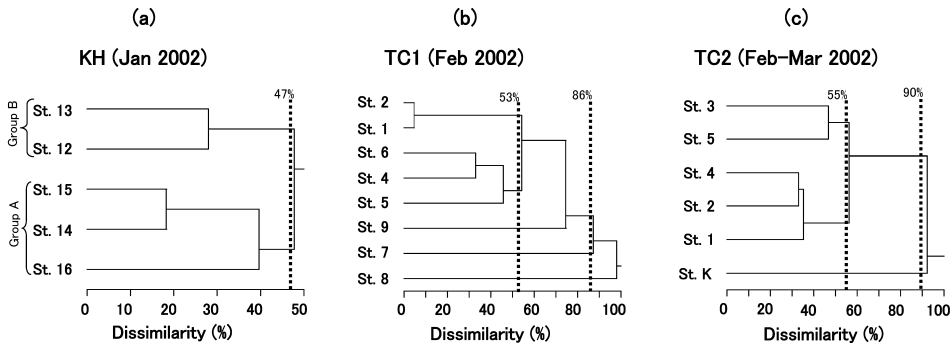 (a)
KH (Jan 2002)
47%
Group B
St. 13
St. 12
Group A
St. 15
St. 14
St. 16
0 10 20 30 40 50
Dissimilarity (%)
(b)
TC1 (Feb 2002)
53%
86%
St. 2
St. 1
St. 6
St. 4
St. 5
St. 9
St. 7
St. 8
0 20 40 60 80 100
Dissimilarity (%)
(c)
TC2 (Feb-Mar 2002)
55%
90%
St. 3
St. 5
St. 4
St. 2
St. 1
St. K
0 20 40 60 80 100
Dissimilarity (%)